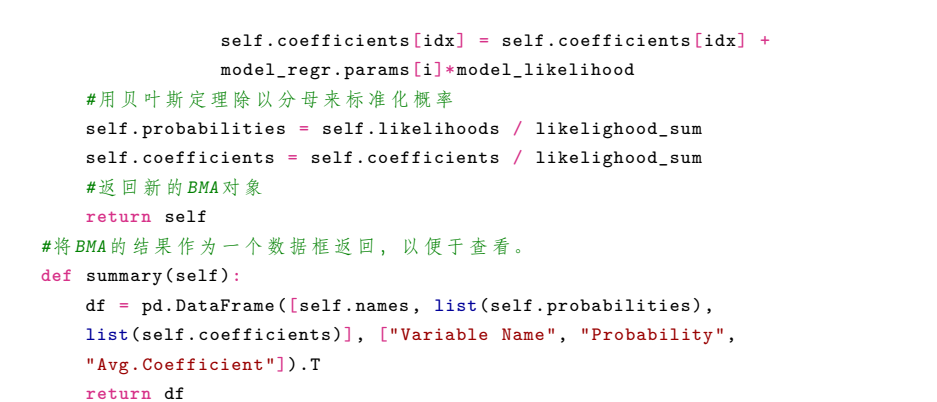 self.coefficients[idx] = self.coefficients[idx] +
model_regr.params[i]*model_likelihood
#用贝叶斯定理除以分母来标准化概率
self.probabilities = self.likelihoods / likelighood_sum
self.coefficients = self.coefficients / likelighood_sum
#返回新的BMA对象
return self
#将BMA的结果作为一个数据框返回，以便于查看。
def summary(self):
df = pd.DataFrame([self.names, list(self.probabilities),
list(self.coefficients)], ["Variable Name", "Probability",
"Avg.Coefficient"]).T
return df